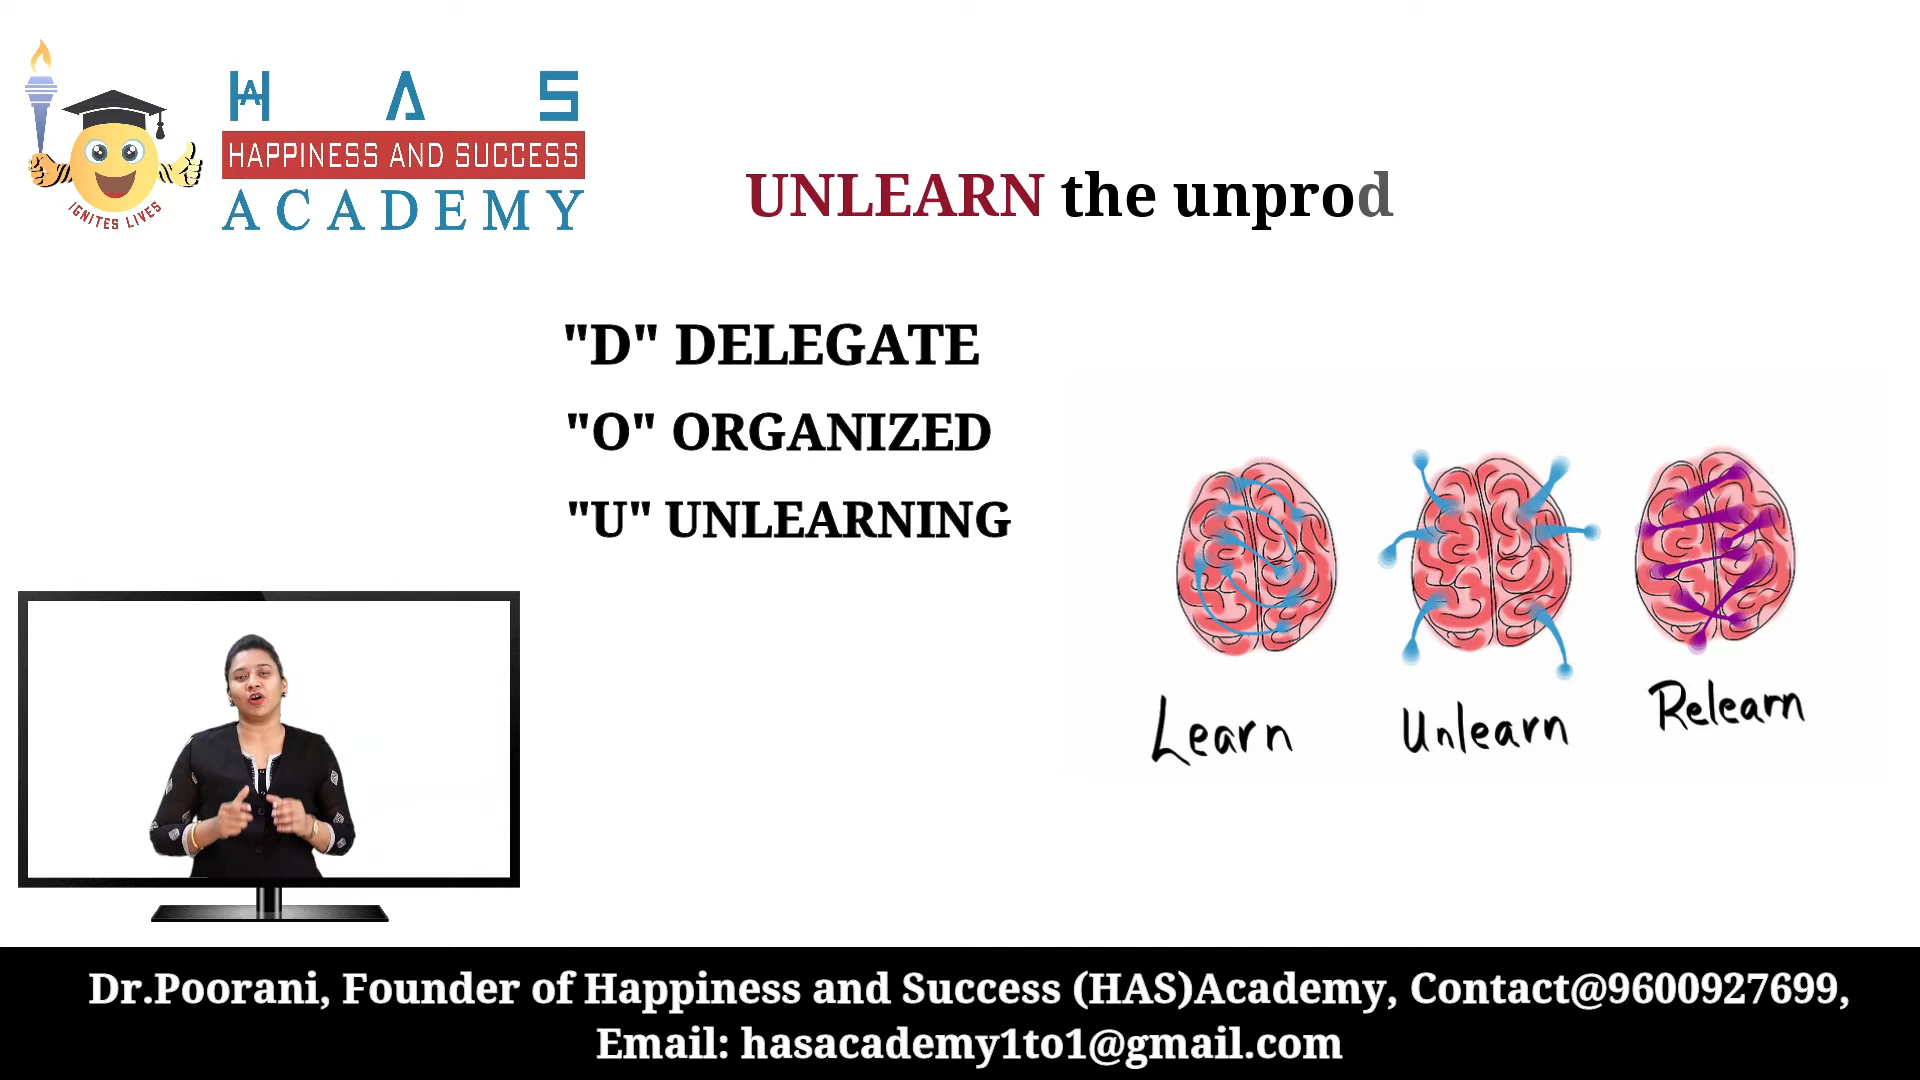 H A S
HAPPINESS AND SUCCESS
ACADEMY
IGNITES LIVES
UNLEARN the unprod
"D" DELEGATE
"O" ORGANIZED
"U" UNLEARNING
Learn
Unlearn
Relearn
Dr.Poorani, Founder of Happiness and Success (HAS)Academy, Contact@9600927699,
Email: hasacademy1to1@gmail.com